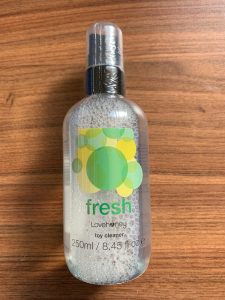 fresh
Lovehoney
toy cleaner
250ml / 8.45 fl oz e